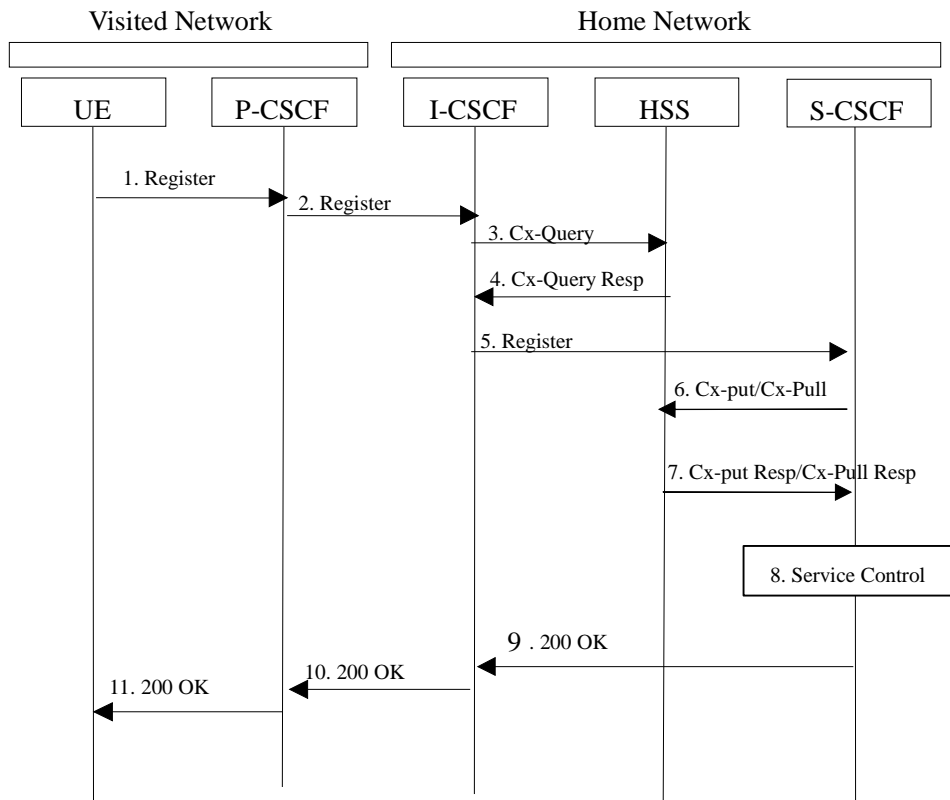 Visited Network
Home Network
UE
P-CSCF
I-CSCF
HSS
S-CSCF
1. Register
2. Register
3. Cx-Query
4. Cx-Query Resp
5. Register
6. Cx-put/Cx-Pull
7. Cx-put Resp/Cx-Pull Resp
8. Service Control
9 . 200 OK
10. 200 OK
11. 200 OK